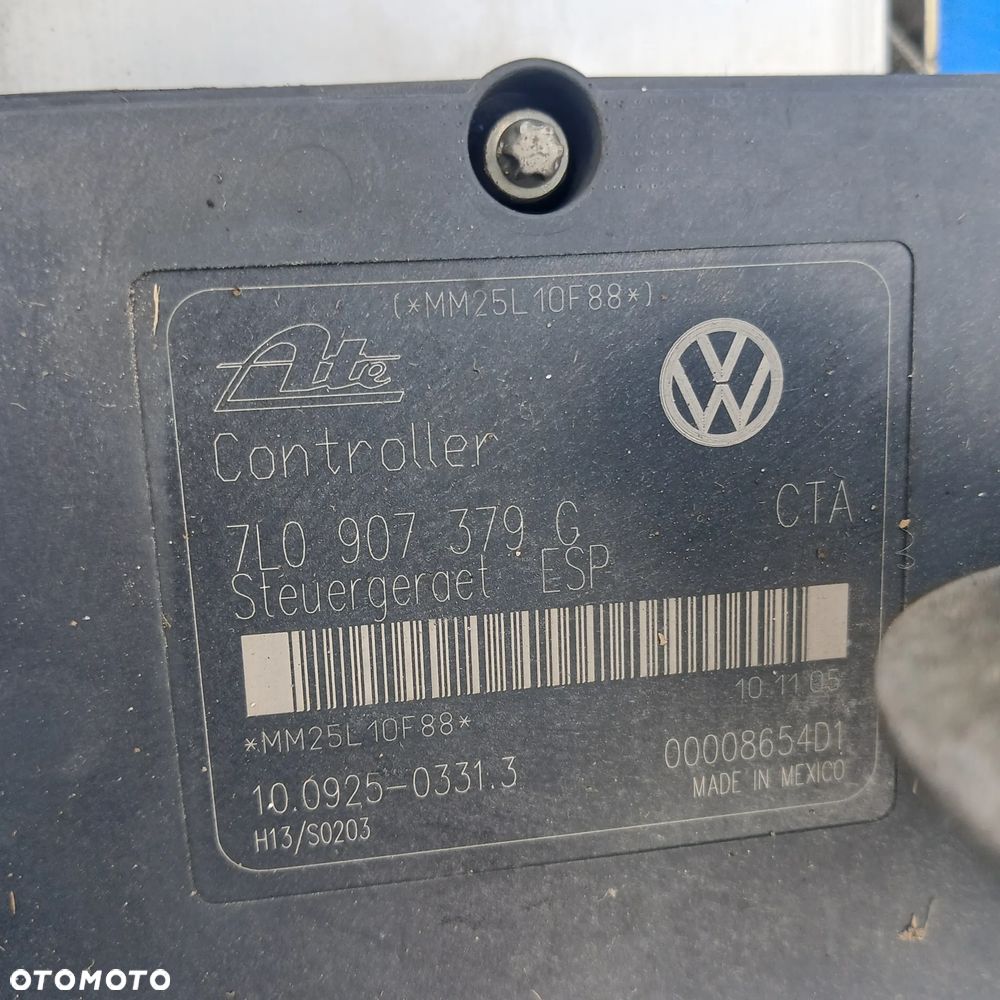 (*MM25L10F88*)
Ate
Controller
7L0 907 379 G
CTA
Steuergeraet ESP
3
10.11.05
*MM25L10F88*
00008654D1
10.0925-0331.3
MADE IN MEXICO
H13/S0203
OTOMOTO